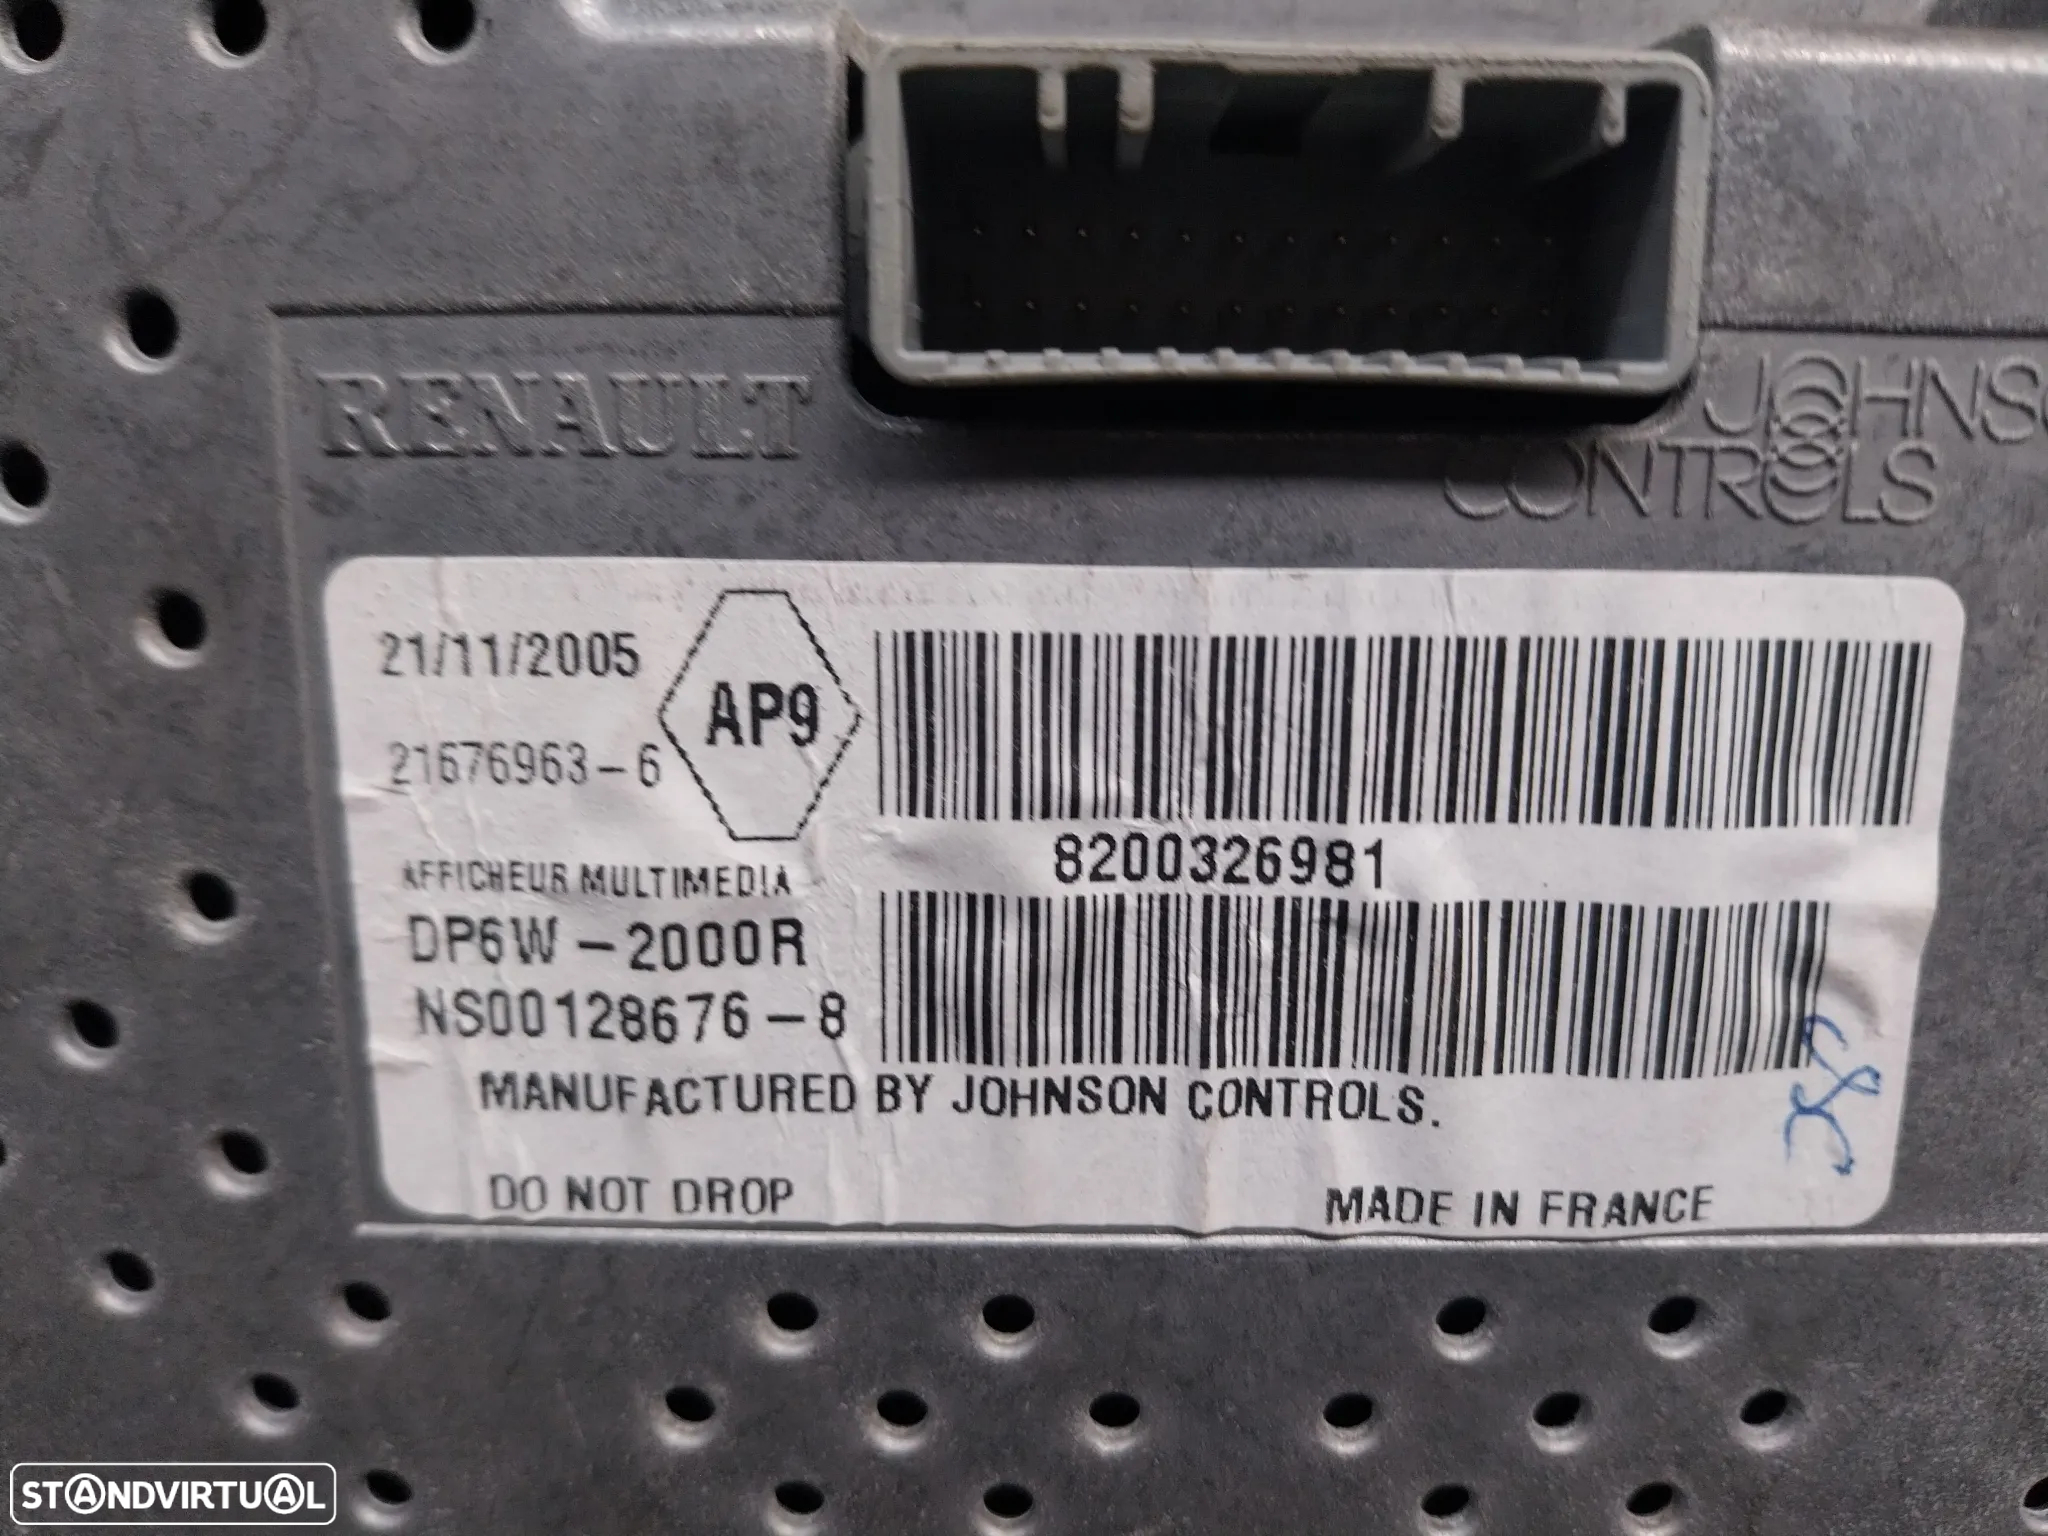 RENAULT
JOHNSO
CONTROLS
21/11/2005
AP9
21676963-6
8200326981
AFFICHEUR MULTIMEDIA
DP6W-2000R
NS00128676-8
MANUFACTURED BY JOHNSON CONTROLS.
DO NOT DROP
MADE IN FRANCE
STANDVIRTUAL